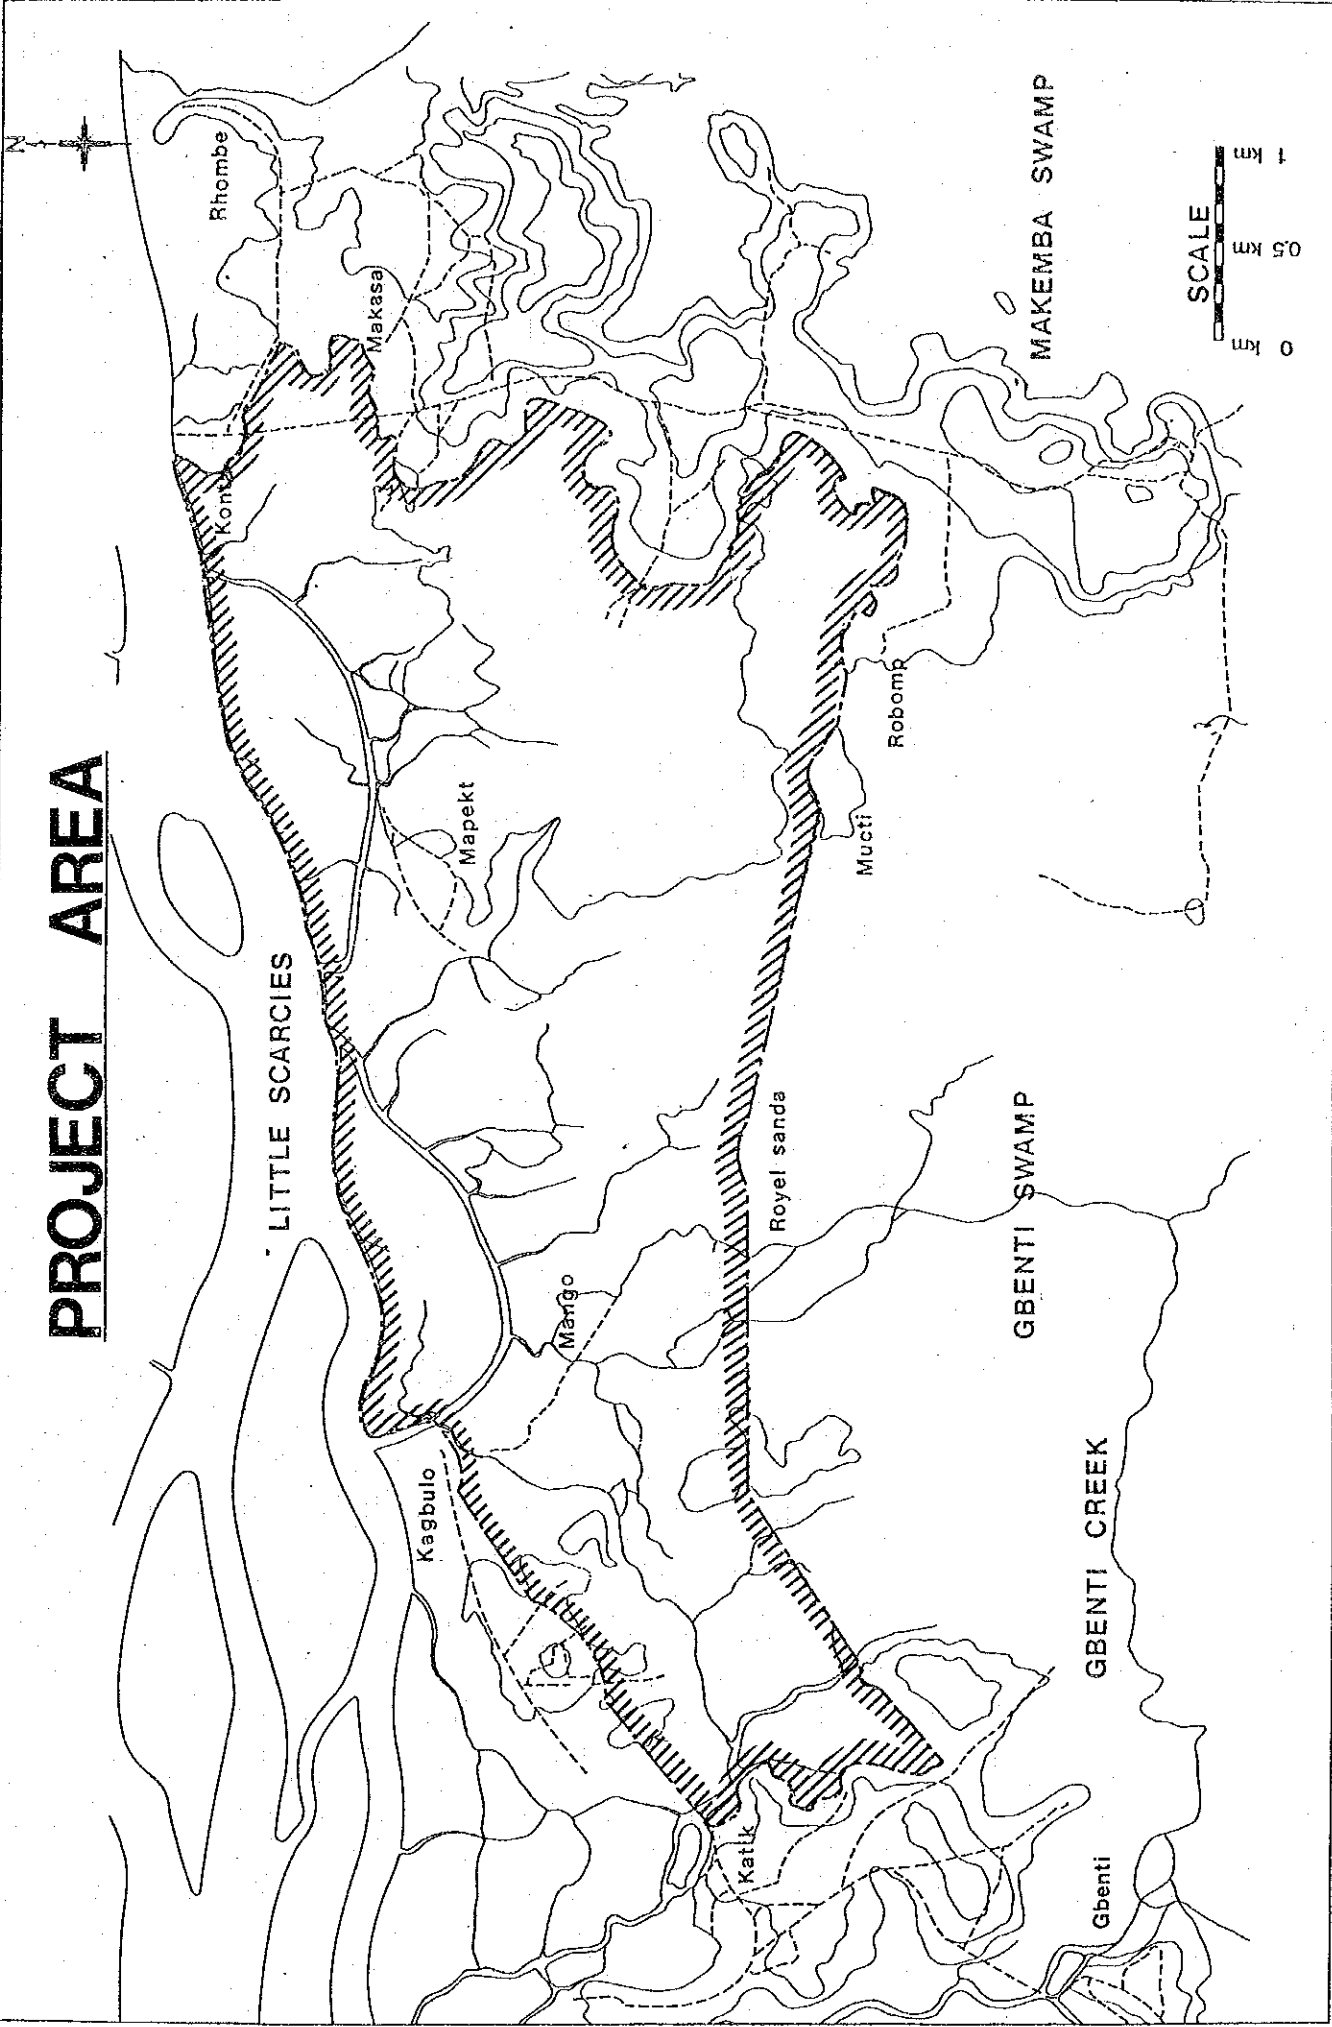 PROJECT AREA
N
LITTLE SCARCIES
Rhombe
Makasa
Mapekt
Mango
Kagbulo
Katik
Royel sanda
Mucti
Robomp
MAKEMBA SWAMP
GBENTI SWAMP
GBENTI CREEK
Gbenti
SCALE
0 km 0.5 km 1 km